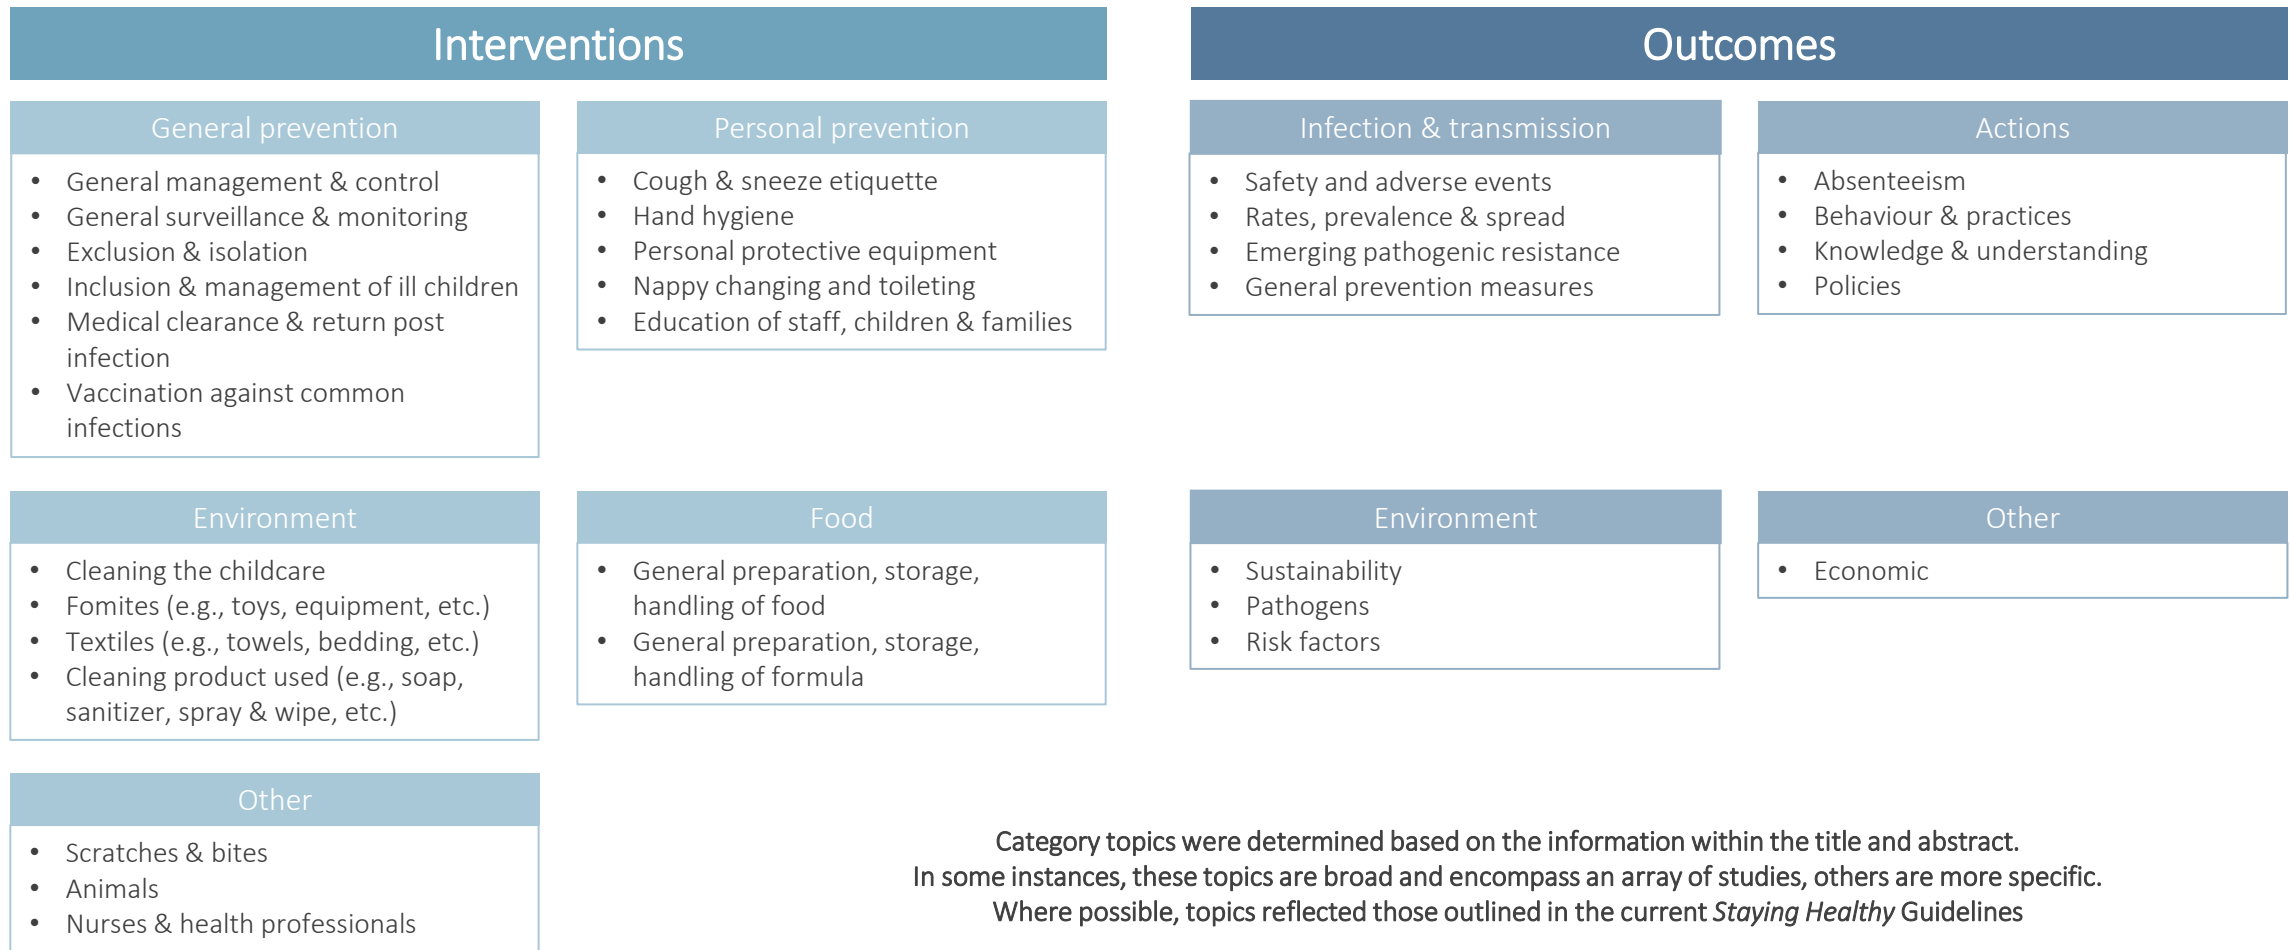 Interventions
General prevention
• General management & control
• General surveillance & monitoring
• Exclusion & isolation
• Inclusion & management of ill children
• Medical clearance & return post
infection
• Vaccination against common
infections
Personal prevention
• Cough & sneeze etiquette
• Hand hygiene
• Personal protective equipment
• Nappy changing and toileting
• Education of staff, children & families
Environment
• Cleaning the childcare
• Fomites (e.g., toys, equipment, etc.)
• Textiles (e.g., towels, bedding, etc.)
• Cleaning product used (e.g., soap,
sanitizer, spray & wipe, etc.)
Food
• General preparation, storage,
handling of food
• General preparation, storage,
handling of formula
Other
• Scratches & bites
• Animals
• Nurses & health professionals
Outcomes
Infection & transmission
• Safety and adverse events
• Rates, prevalence & spread
• Emerging pathogenic resistance
• General prevention measures
Actions
• Absenteeism
• Behaviour & practices
• Knowledge & understanding
• Policies
Environment
• Sustainability
• Pathogens
• Risk factors
Other
• Economic
Category topics were determined based on the information within the title and abstract.
In some instances, these topics are broad and encompass an array of studies, others are more specific.
Where possible, topics reflected those outlined in the current Staying Healthy Guidelines